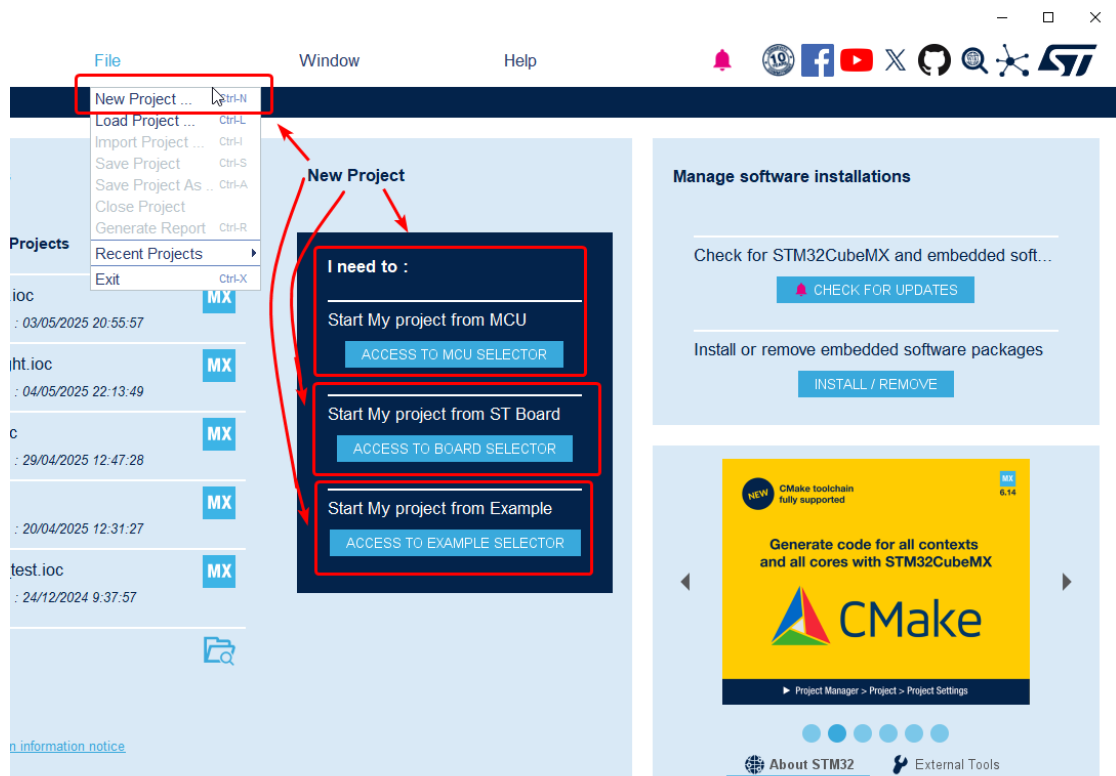 File
Window
Help
10
New Project ... Ctrl-N
Load Project ... Ctrl-L
Import Project ... Ctrl-I
Save Project Ctrl-S
Save Project As .. Ctrl-A
Close Project
Generate Report Ctrl-R
Recent Projects
Exit Ctrl-X
Projects
.ioc
MX
: 03/05/2025 20:55:57
ht.ioc
MX
: 04/05/2025 22:13:49
c
MX
: 29/04/2025 12:47:28
MX
: 20/04/2025 12:31:27
test.ioc
MX
: 24/12/2024 9:37:57
n information notice
New Project
I need to :
Start My project from MCU
ACCESS TO MCU SELECTOR
Start My project from ST Board
ACCESS TO BOARD SELECTOR
Start My project from Example
ACCESS TO EXAMPLE SELECTOR
Manage software installations
Check for STM32CubeMX and embedded soft...
CHECK FOR UPDATES
Install or remove embedded software packages
INSTALL / REMOVE
NEW
CMake toolchain
fully supported
MX
6.14
Generate code for all contexts
and all cores with STM32CubeMX
CMake
Project Manager > Project > Project Settings
About STM32
External Tools